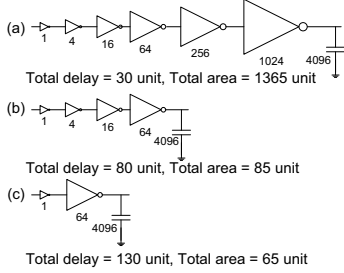 (a)
1 4 16 64 256 1024 4096
Total delay = 30 unit, Total area = 1365 unit
(b)
1 4 16 64 4096
Total delay = 80 unit, Total area = 85 unit
(c)
1 64 4096
Total delay = 130 unit, Total area = 65 unit